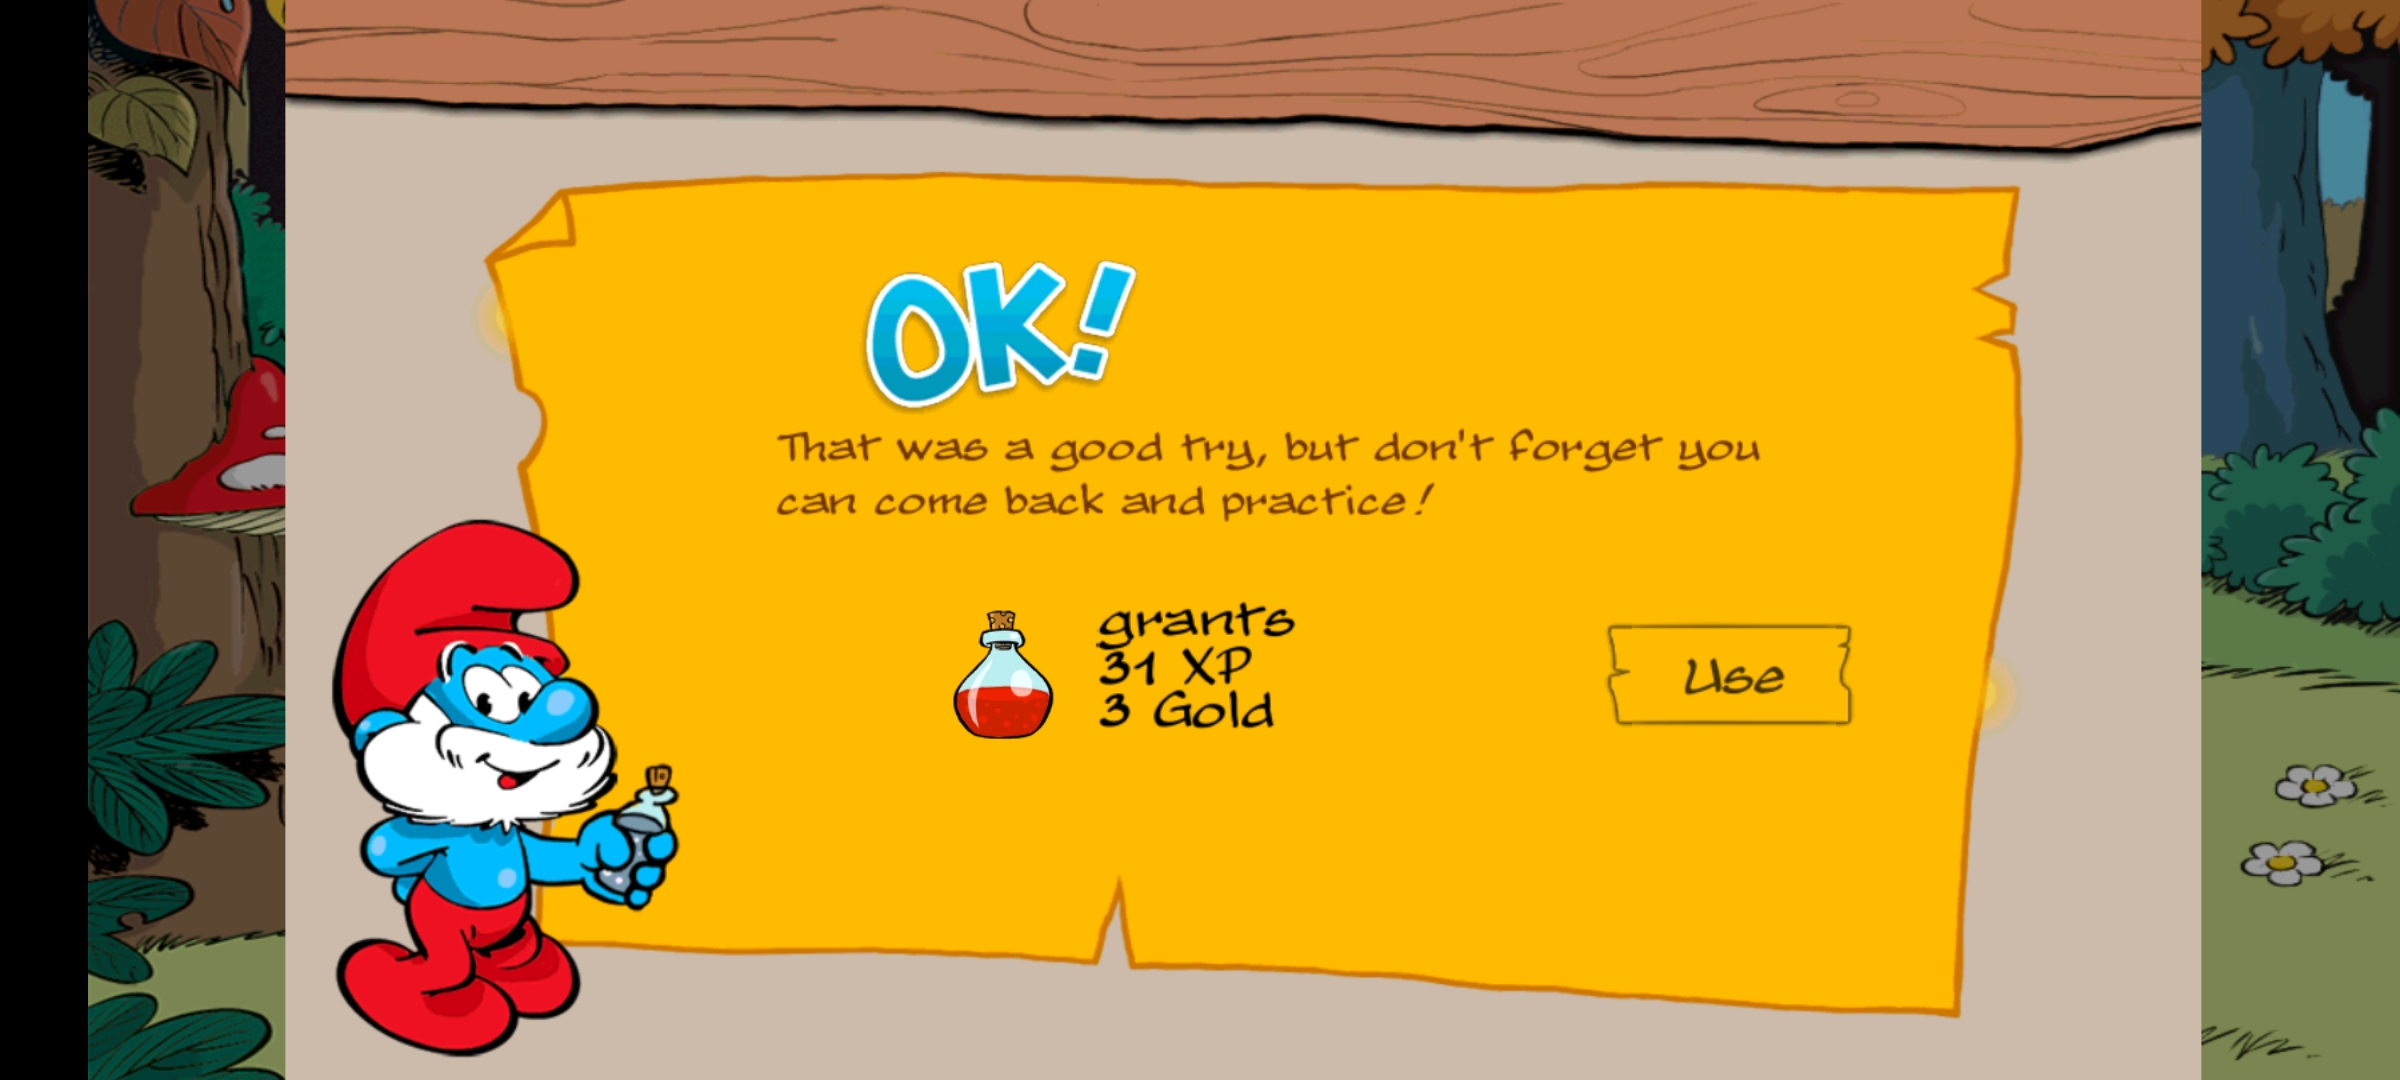 OK!
That was a good try, but don't forget you
can come back and practice!
grants
31 XP
3 Gold
Use